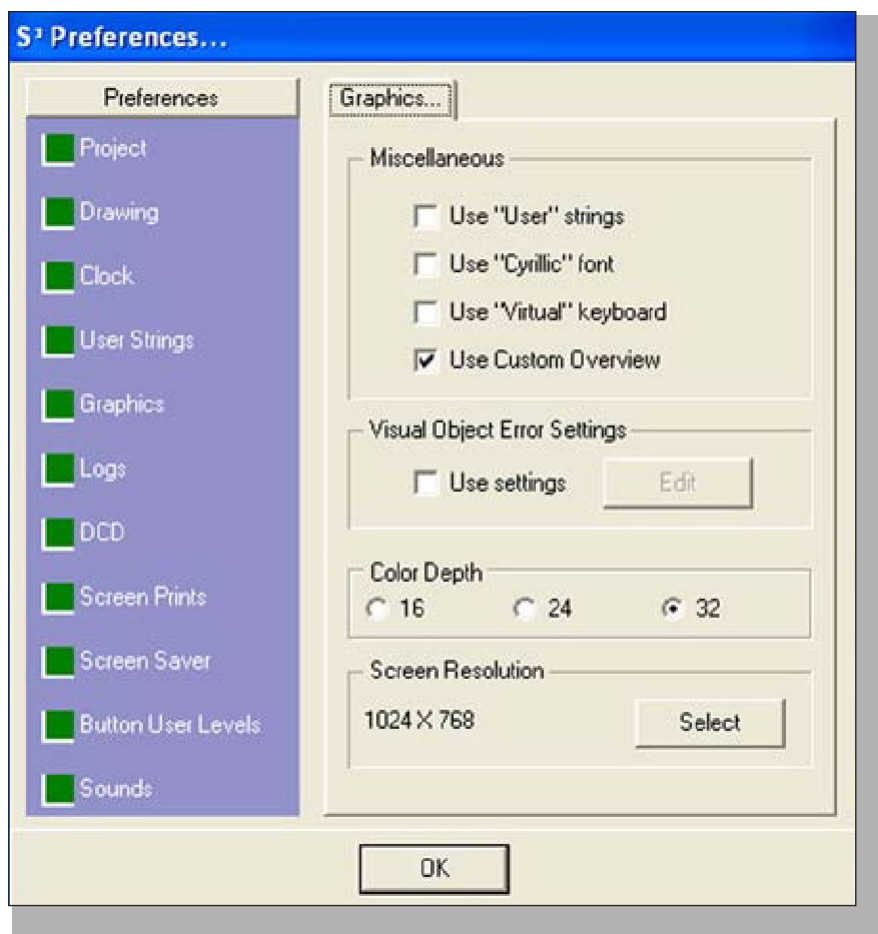 S³ Preferences...
Preferences
Project
Drawing
Clock
User Strings
Graphics
Logs
DCD
Screen Prints
Screen Saver
Button User Levels
Sounds
Graphics...
Miscellaneous
Use "User" strings
Use "Cyrillic" font
Use "Virtual" keyboard
Use Custom Overview
Visual Object Error Settings
Use settings Edit
Color Depth
16 24 32
Screen Resolution
1024 X 768 Select
OK